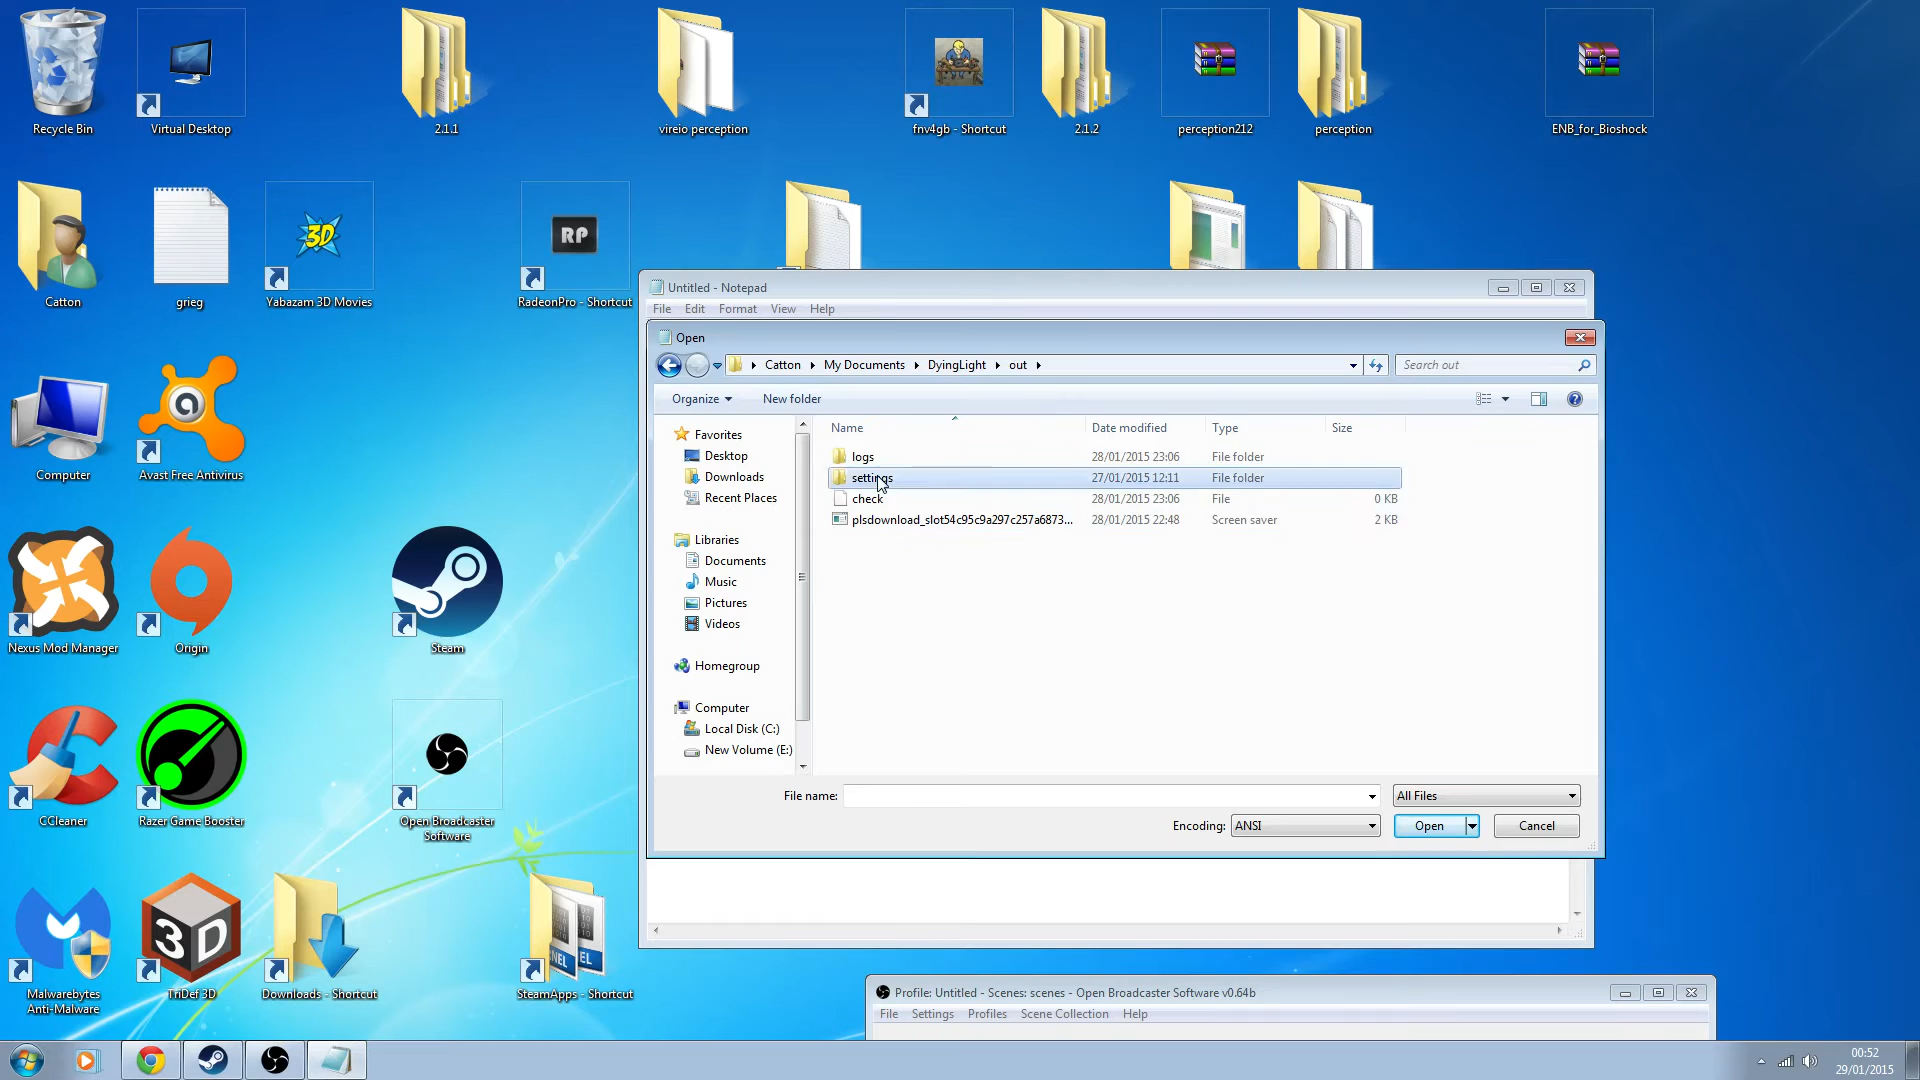 Recycle Bin
Virtual Desktop
2.1.1
vireio perception
fnv4gb - Shortcut
2.1.2
perception212
perception
ENB_for_Bioshock
Catton
grieg
3D
Yabazam 3D Movies
RP
RadeonPro - Shortcut
Untitled - Notepad
File Edit Format View Help
Open
Catton My Documents DyingLight out
Search out
Organize New folder
Name Date modified Type Size
Favorites
Desktop
Downloads
Recent Places
Libraries
Documents
Music
Pictures
Videos
Homegroup
Computer
Local Disk (C:)
New Volume (E:)
logs 28/01/2015 23:06 File folder
settings 27/01/2015 12:11 File folder
check 28/01/2015 23:06 File 0 KB
plsdownload_slot54c95c9a297c257a6873... 28/01/2015 22:48 Screen saver 2 KB
File name:
All Files
Encoding: ANSI
Open
Cancel
Computer
Avast Free Antivirus
Nexus Mod Manager
Origin
Steam
CCleaner
Razer Game Booster
Open Broadcaster
Software
Malwarebytes
Anti-Malware
3D
TriDef 3D
Downloads - Shortcut
SteamApps - Shortcut
Profile: Untitled - Scenes: scenes - Open Broadcaster Software v0.64b
File Settings Profiles Scene Collection Help
00:52
29/01/2015